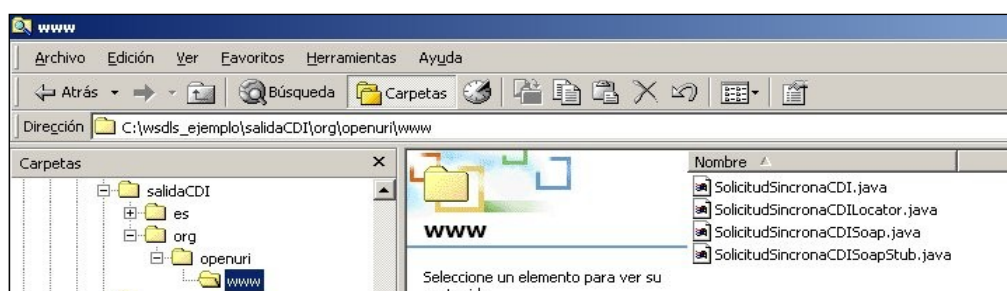 www
Archivo Edición Ver Favoritos Herramientas Ayuda
Atrás Búsqueda Carpetas
Dirección C:\wsdls_ejemplo\salidaCDI\org\openuri\www
Carpetas
salidaCDI
es
org
openuri
www
www
Seleccione un elemento para ver su
Nombre
SolicitudSincronaCDI.java
SolicitudSincronaCDILocator.java
SolicitudSincronaCDISoap.java
SolicitudSincronaCDISoapStub.java